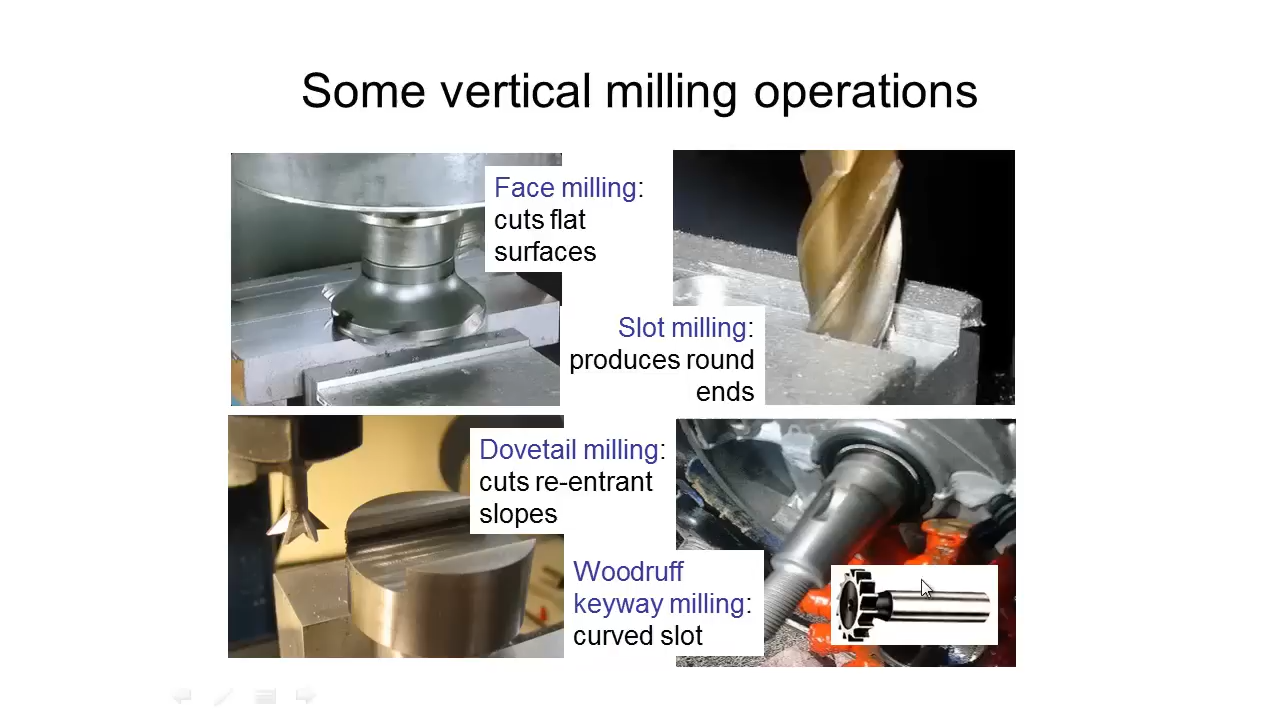 Some vertical milling operations
Face milling:
cuts flat
surfaces
Slot milling:
produces round
ends
Dovetail milling:
cuts re-entrant
slopes
Woodruff
keyway milling:
curved slot